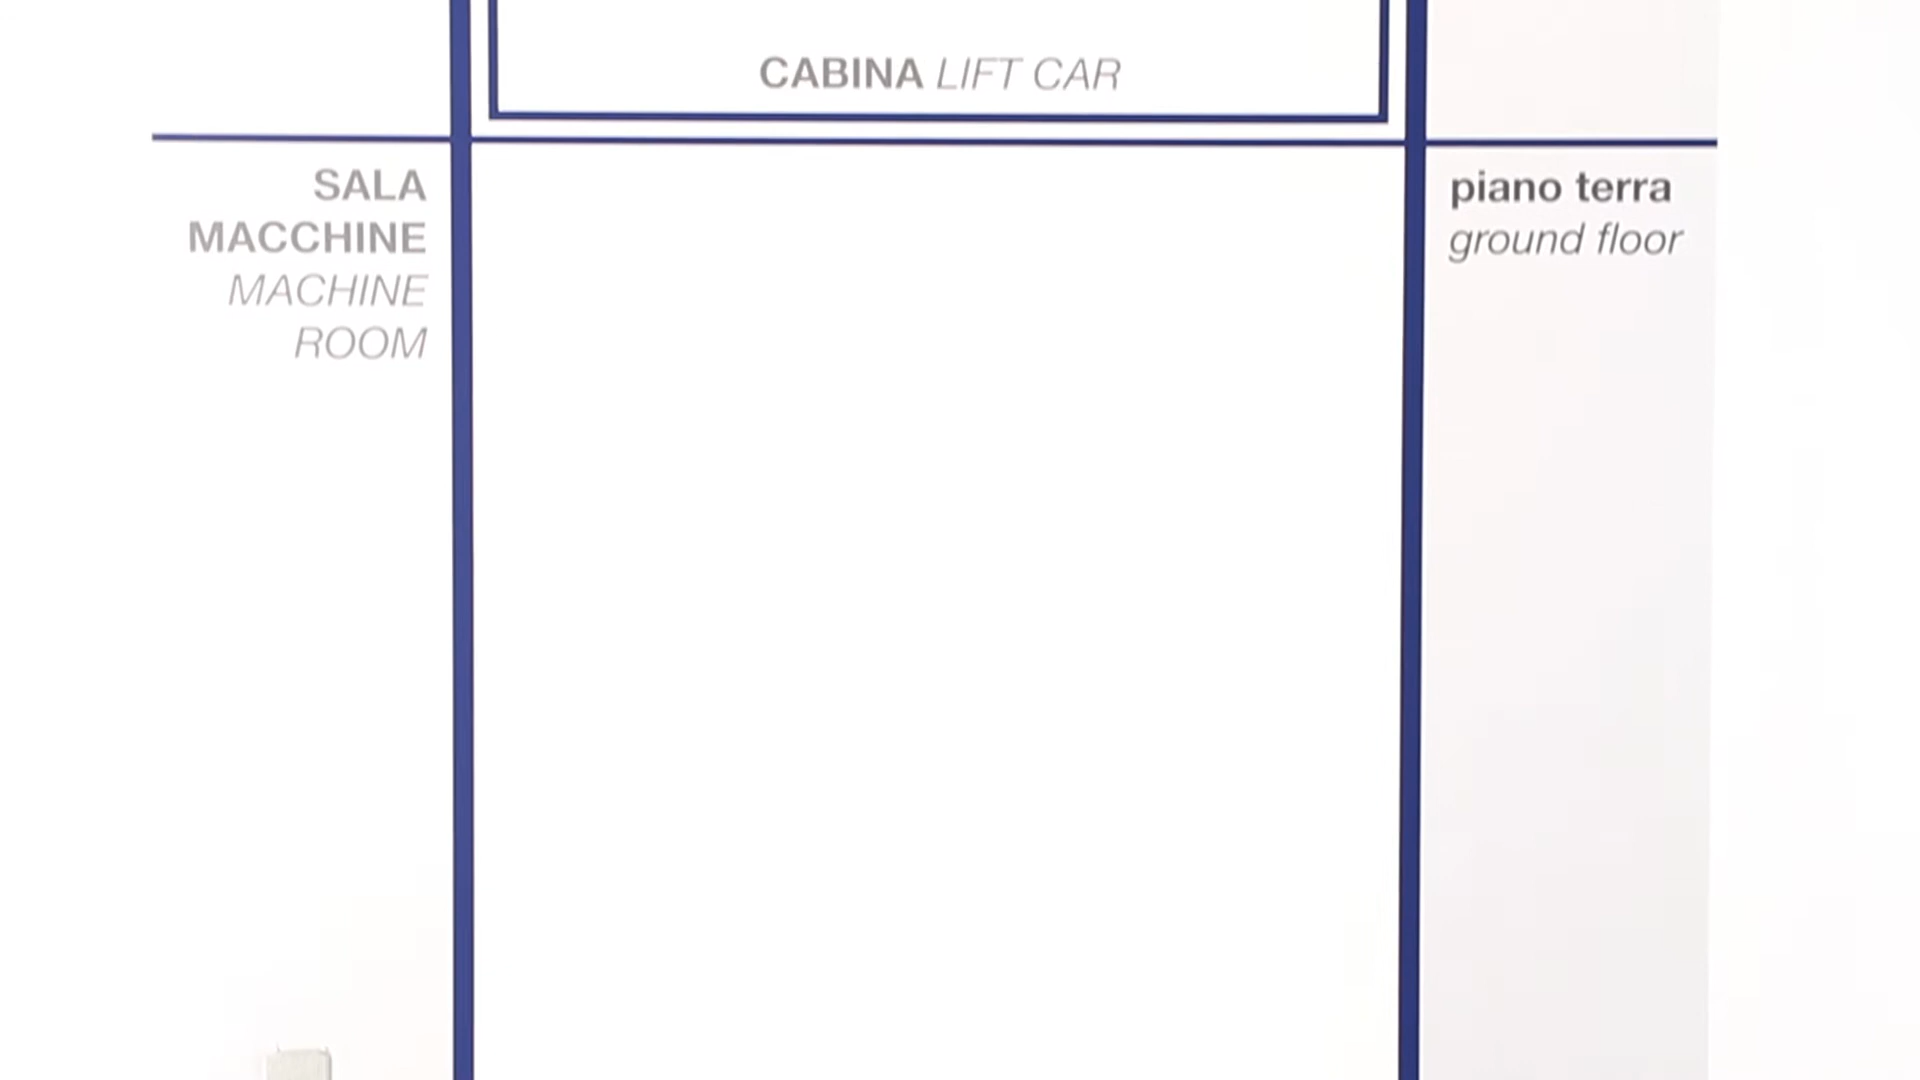 CABINA LIFT CAR
SALA
MACCHINE
MACHINE
ROOM
piano terra
ground floor